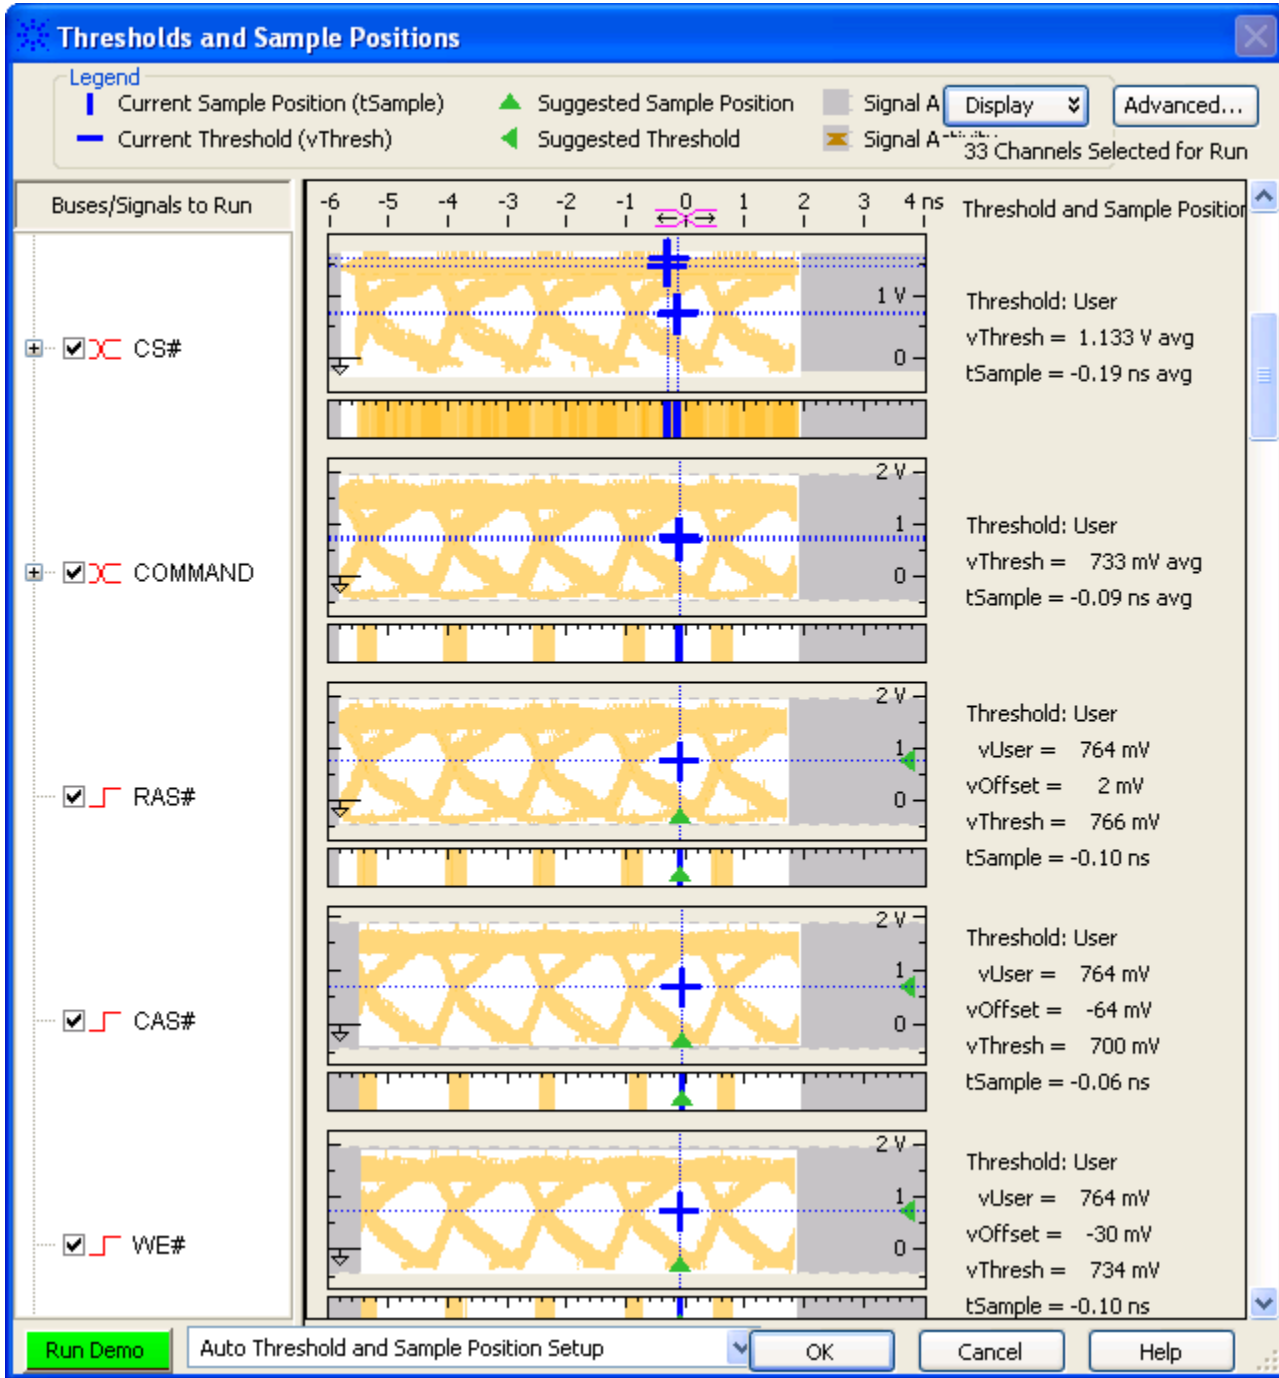 Thresholds and Sample Positions
Legend
Current Sample Position (tSample)
Suggested Sample Position
Signal A
Display
Advanced...
Current Threshold (vThresh)
Suggested Threshold
Signal
33 Channels Selected for Run
Buses/Signals to Run
-6 -5 -4 -3 -2 -1 0 1 2 3 4 ns
Threshold and Sample Position
CS#
1 V
0
Threshold: User
vThresh = 1.133 V avg
tSample = -0.19 ns avg
COMMAND
2 V
1
0
Threshold: User
vThresh = 733 mV avg
tSample = -0.09 ns avg
RAS#
2 V
1
0
Threshold: User
vUser = 764 mV
vOffset = 2 mV
vThresh = 766 mV
tSample = -0.10 ns
CAS#
2 V
1
0
Threshold: User
vUser = 764 mV
vOffset = -64 mV
vThresh = 700 mV
tSample = -0.06 ns
WE#
2 V
1
0
Threshold: User
vUser = 764 mV
vOffset = -30 mV
vThresh = 734 mV
tSample = -0.10 ns
Run Demo
Auto Threshold and Sample Position Setup
OK
Cancel
Help